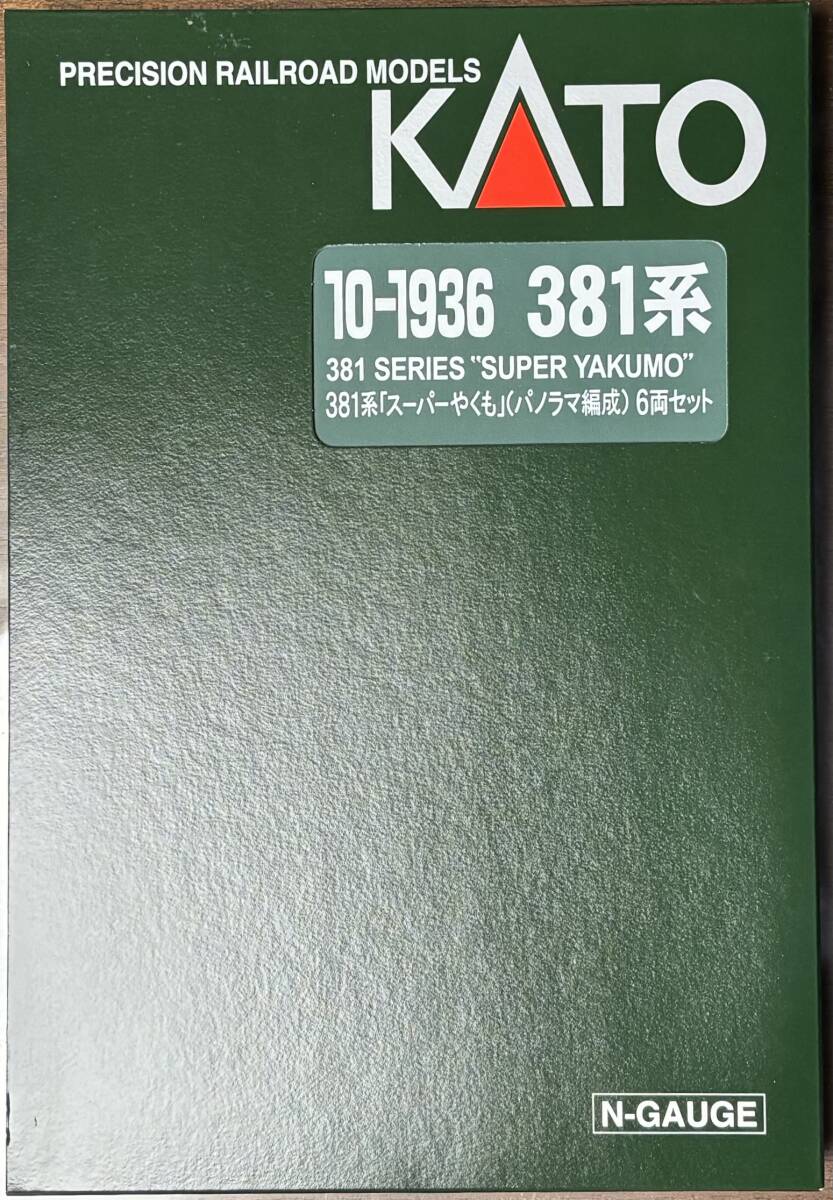 PRECISION RAILROAD MODELS
KATO
10-1936 381系
381 SERIES "SUPER YAKUMO"
381系「スーパーやくも」(パノラマ編成) 6両セット
N-GAUGE